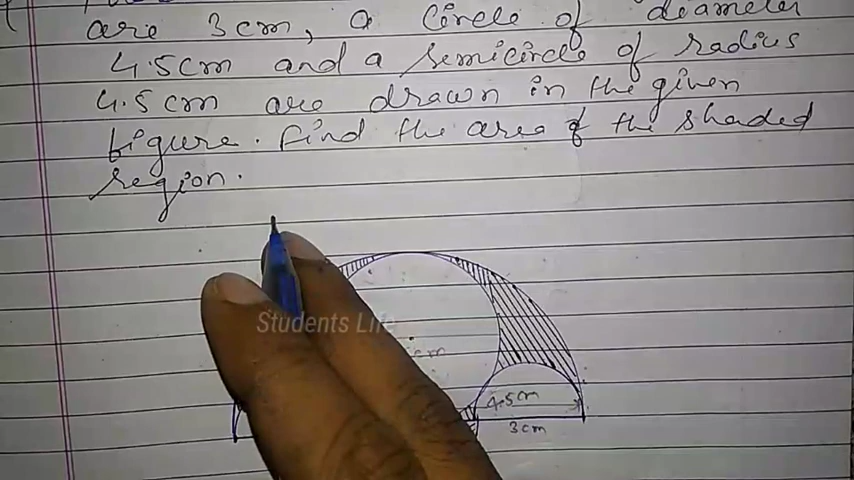 are 3cm, a circle of diameter
4.5cm and a semicircle of radius
4.5cm are drawn in the given
figure. Find the area of the shaded
region.
Students Life
cm
4.5cm
3cm